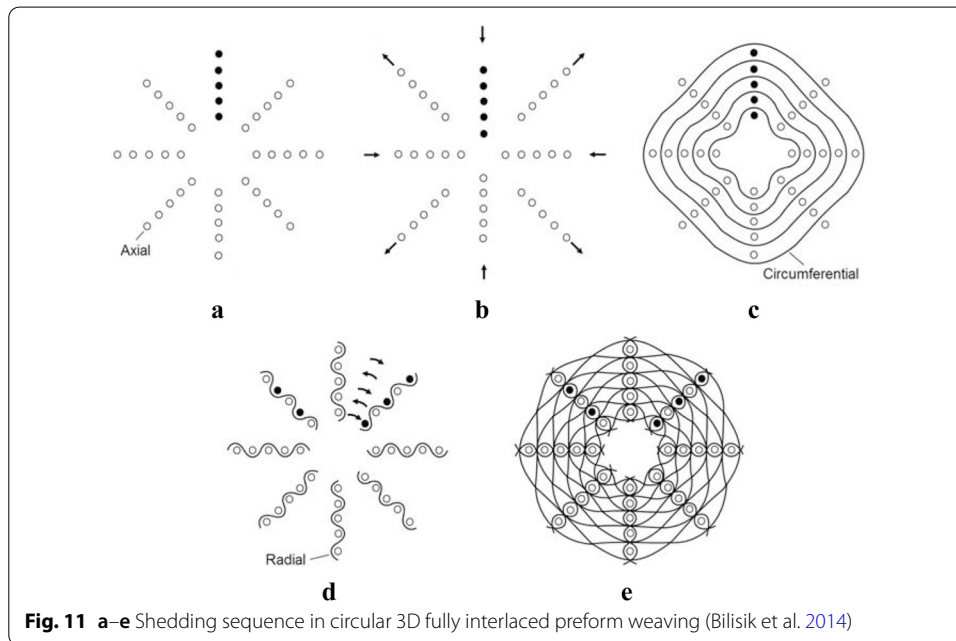 Axial
a
b
Circumferential
c
Radial
d
e
Fig. 11 a–e Shedding sequence in circular 3D fully interlaced preform weaving (Bilisik et al. 2014)